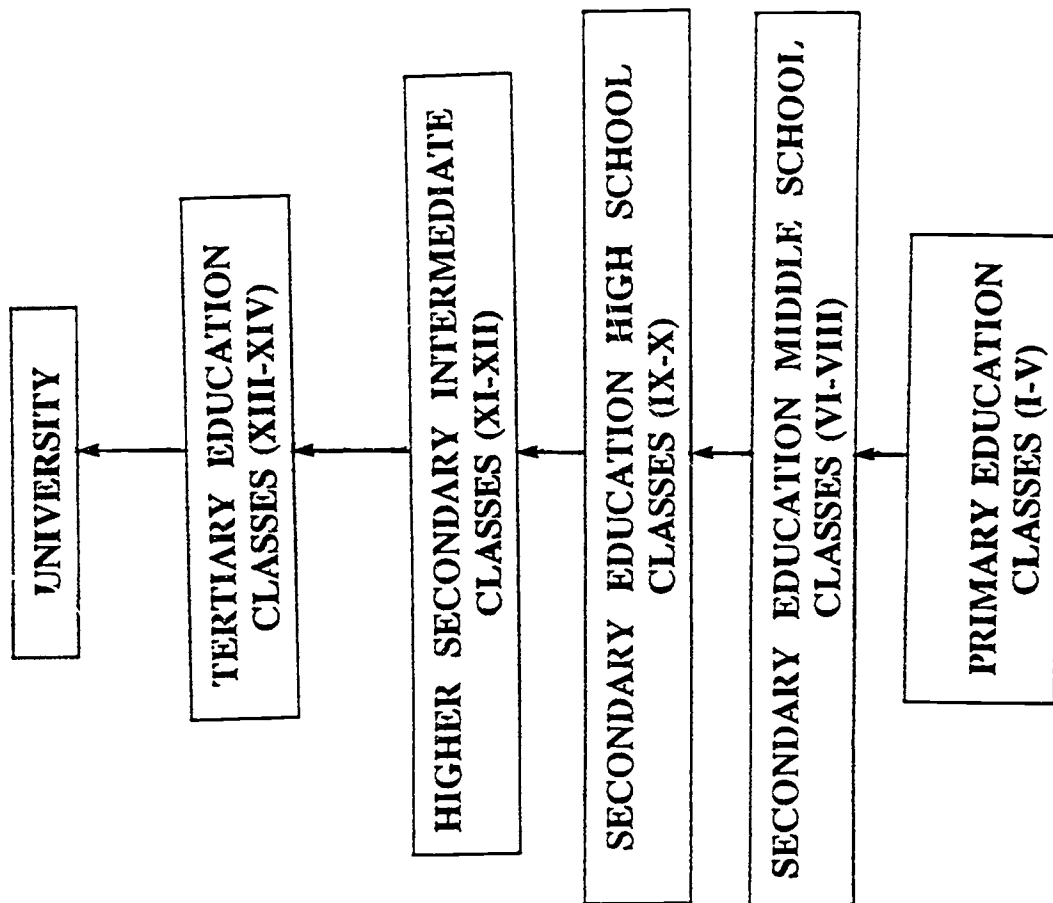 UNIVERSITY
TERTIARY EDUCATION
CLASSES (XIII-XIV)
HIGHER SECONDARY INTERMEDIATE
CLASSES (XI-XII)
SECONDARY EDUCATION HIGH SCHOOL
CLASSES (IX-X)
SECONDARY EDUCATION MIDDLE SCHOOL
CLASSES (VI-VIII)
PRIMARY EDUCATION
CLASSES (I-V)